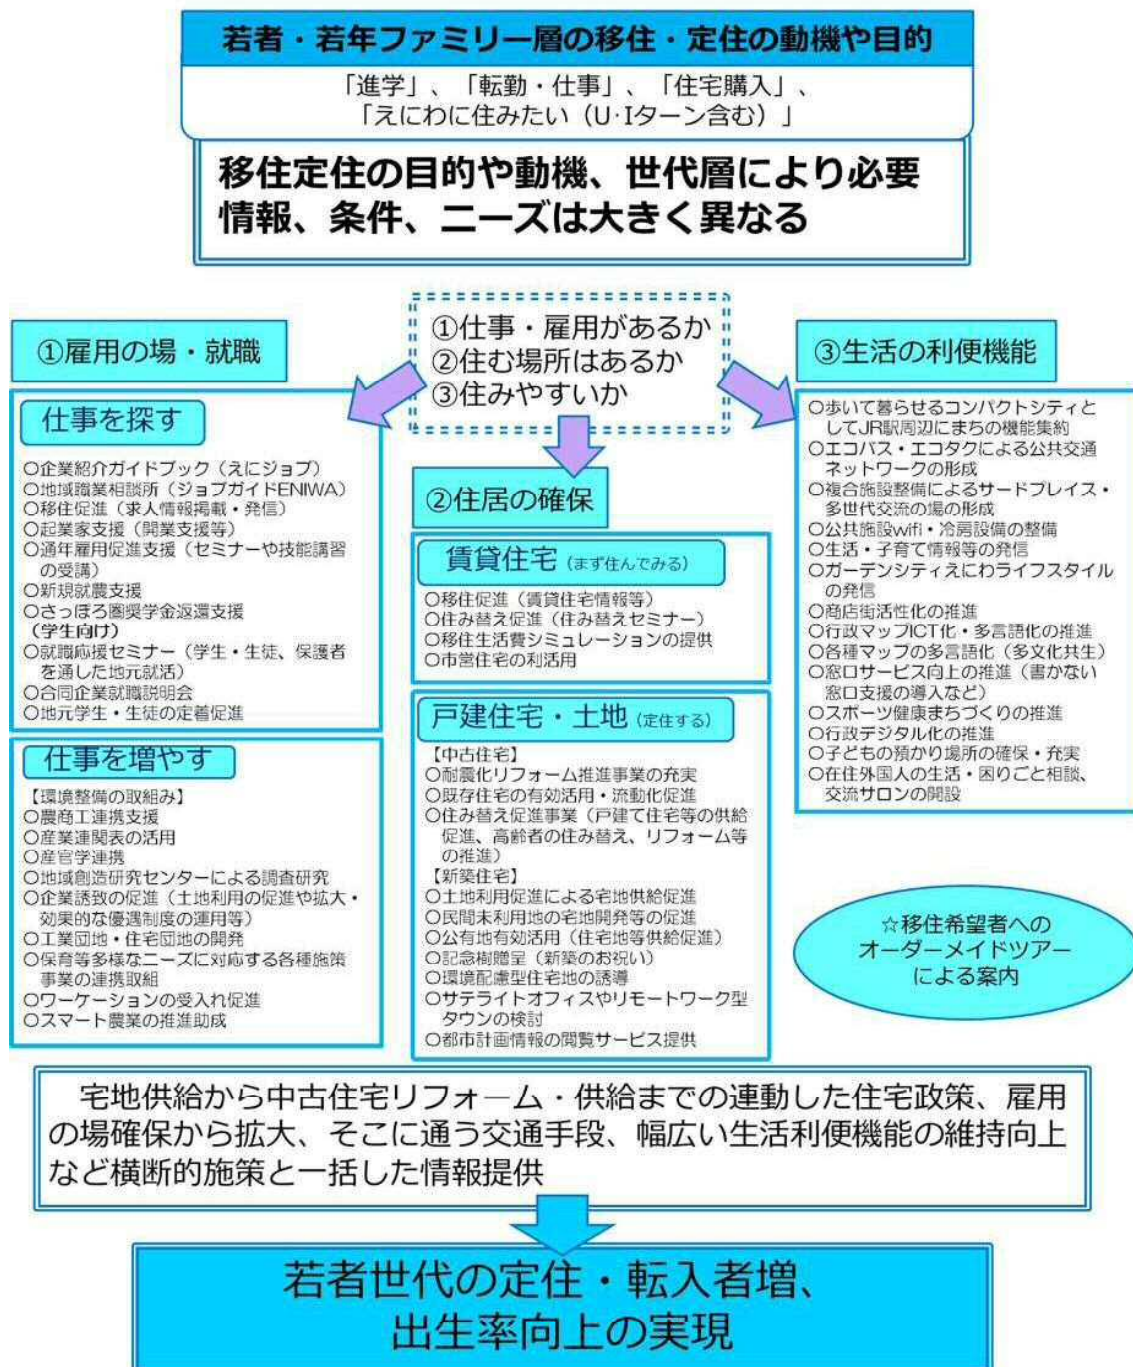 若者・若年ファミリー層の移住・定住の動機や目的
「進学」、「転勤・仕事」、「住宅購入」、
「えにわに住みたい（U･Iターン含む）」
移住定住の目的や動機、世代層により必要
情報、条件、ニーズは大きく異なる
①仕事・雇用があるか
②住む場所はあるか
③住みやすいか
①雇用の場・就職
仕事を探す
○企業紹介ガイドブック（えにジョブ）
○地域職業相談所（ジョブガイドENIWA）
○移住促進（求人情報掲載・発信）
○起業家支援（開業支援等）
○通年雇用促進支援（セミナーや技能講習
の受講）
○新規就農支援
○さっぽろ圏奨学金返還支援
（学生向け）
○就職応援セミナー（学生・生徒、保護者
を通した地元就活）
○合同企業就職説明会
○地元学生・生徒の定着促進
仕事を増やす
【環境整備の取組み】
○農商工連携支援
○産業連関表の活用
○産官学連携
○地域創造研究センターによる調査研究
○企業誘致の促進（土地利用の促進や拡大・
効果的な優遇制度の運用等）
○工業団地・住宅団地の開発
○保育等多様なニーズに対応する各種施策
事業の連携取組
○ワーケーションの受入れ促進
○スマート農業の推進助成
②住居の確保
賃貸住宅（まず住んでみる）
○移住促進（賃貸住宅情報等）
○住み替え促進（住み替えセミナー）
○移住生活費シミュレーションの提供
○市営住宅の利活用
戸建住宅・土地（定住する）
【中古住宅】
○耐震化リフォーム推進事業の充実
○既存住宅の有効活用・流動化促進
○住み替え促進事業（戸建て住宅等の供給
促進、高齢者の住み替え、リフォーム等
の推進）
【新築住宅】
○土地利用促進による宅地供給促進
○民間未利用地の宅地開発等の促進
○公有地有効活用（住宅地等供給促進）
○記念樹贈呈（新築のお祝い）
○環境配慮型住宅地の誘導
○サテライトオフィスやリモートワーク型
タウンの検討
○都市計画情報の閲覧サービス提供
③生活の利便機能
○歩いて暮らせるコンパクトシティと
してJR駅周辺にまちの機能集約
○エコバス・エコタクによる公共交通
ネットワークの形成
○複合施設整備によるサードプレイス・
多世代交流の場の形成
○公共施設wifi・冷房設備の整備
○生活・子育て情報等の発信
○ガーデンシティえにわライフスタイル
の発信
○商店街活性化の推進
○行政マップICT化・多言語化の推進
○各種マップの多言語化（多文化共生）
○窓口サービス向上の推進（書かない
窓口支援の導入など）
○スポーツ健康まちづくりの推進
○行政デジタル化の推進
○子どもの預かり場所の確保・充実
○在住外国人の生活・困りごと相談、
交流サロンの開設
☆移住希望者への
オーダーメイドツアー
による案内
宅地供給から中古住宅リフォーム・供給までの連動した住宅政策、雇用
の場確保から拡大、そこに通う交通手段、幅広い生活利便機能の維持向上
など横断的施策と一括した情報提供
若者世代の定住・転入者増、
出生率向上の実現